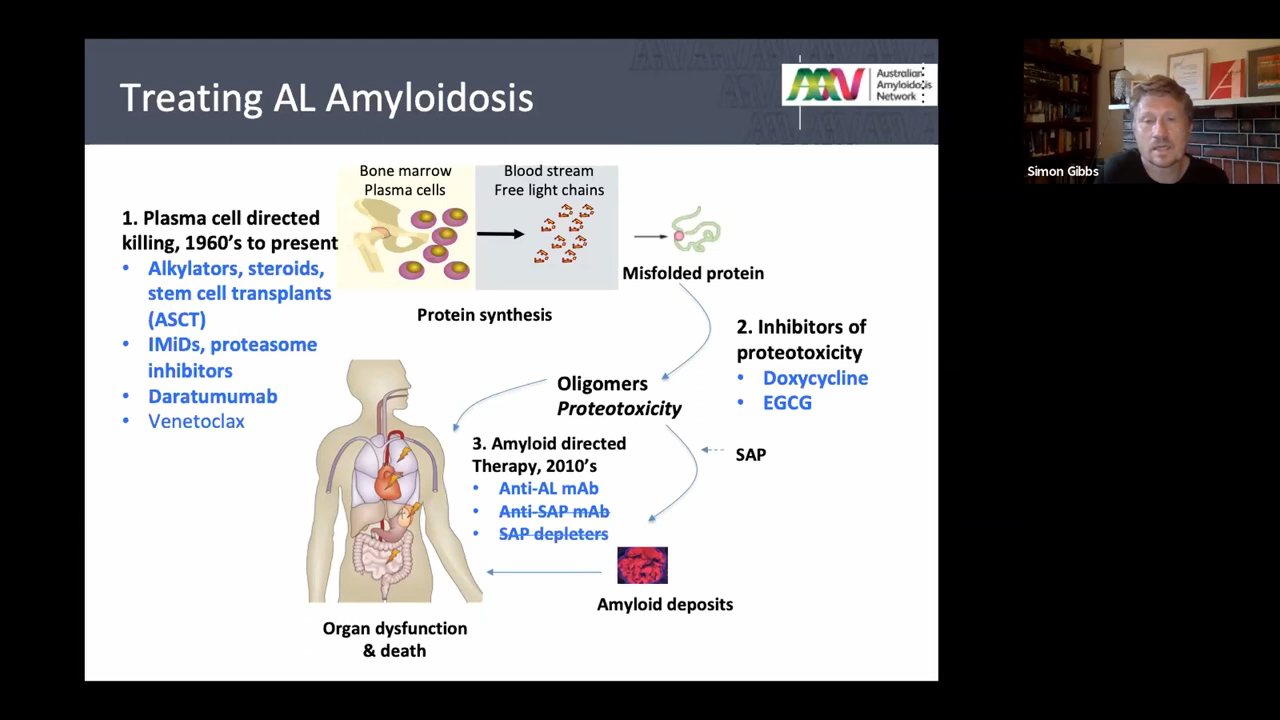 Treating AL Amyloidosis
AAN
Australian
Amyloidosis
Network
Simon Gibbs
Bone marrow
Plasma cells
Blood stream
Free light chains
1. Plasma cell directed
killing, 1960's to present
• Alkylators, steroids,
stem cell transplants
(ASCT)
• IMiDs, proteasome
inhibitors
• Daratumumab
• Venetoclax
Misfolded protein
Protein synthesis
2. Inhibitors of
proteotoxicity
• Doxycycline
• EGCG
Oligomers
Proteotoxicity
3. Amyloid directed
Therapy, 2010's
• Anti-AL mAb
• Anti-SAP mAb
• SAP depleters
SAP
Amyloid deposits
Organ dysfunction
& death